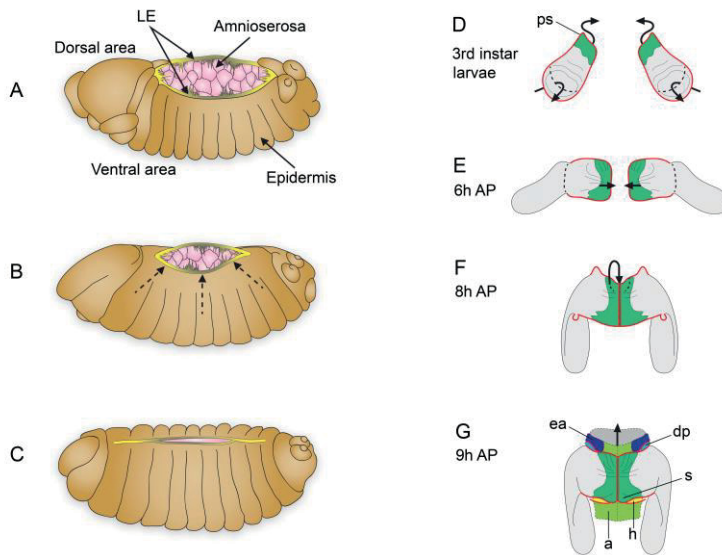 LE
Amnioserosa
Dorsal area
A
Ventral area
Epidermis
B
C
D
ps
3rd instar
larvae
E
6h AP
F
8h AP
G
ea
dp
9h AP
s
a
h